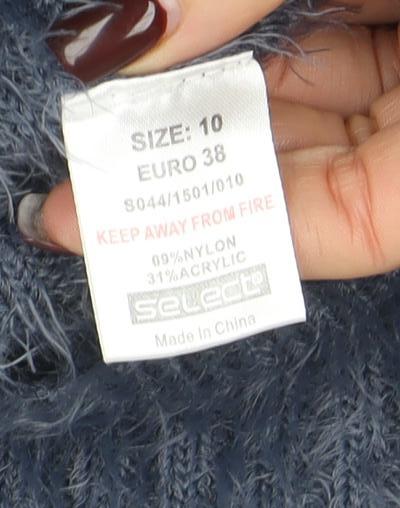 SIZE: 10
EURO 38
S044/1501/010
KEEP AWAY FROM FIRE
69%NYLON
31%ACRYLIC
Select®
Made In China